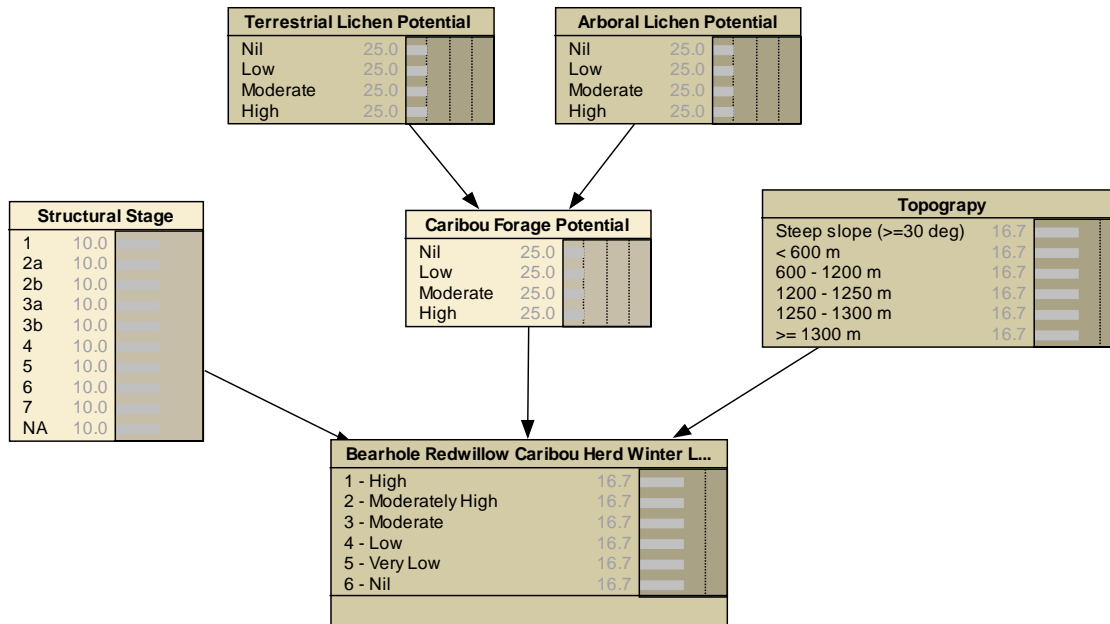 Terrestrial Lichen Potential
Nil 25.0
Low 25.0
Moderate 25.0
High 25.0
Arboral Lichen Potential
Nil 25.0
Low 25.0
Moderate 25.0
High 25.0
Structural Stage
1 10.0
2a 10.0
2b 10.0
3a 10.0
3b 10.0
4 10.0
5 10.0
6 10.0
7 10.0
NA 10.0
Caribou Forage Potential
Nil 25.0
Low 25.0
Moderate 25.0
High 25.0
Topograpy
Steep slope (>=30 deg) 16.7
< 600 m 16.7
600 - 1200 m 16.7
1200 - 1250 m 16.7
1250 - 1300 m 16.7
>= 1300 m 16.7
Bearhole Redwillow Caribou Herd Winter L...
1 - High 16.7
2 - Moderately High 16.7
3 - Moderate 16.7
4 - Low 16.7
5 - Very Low 16.7
6 - Nil 16.7